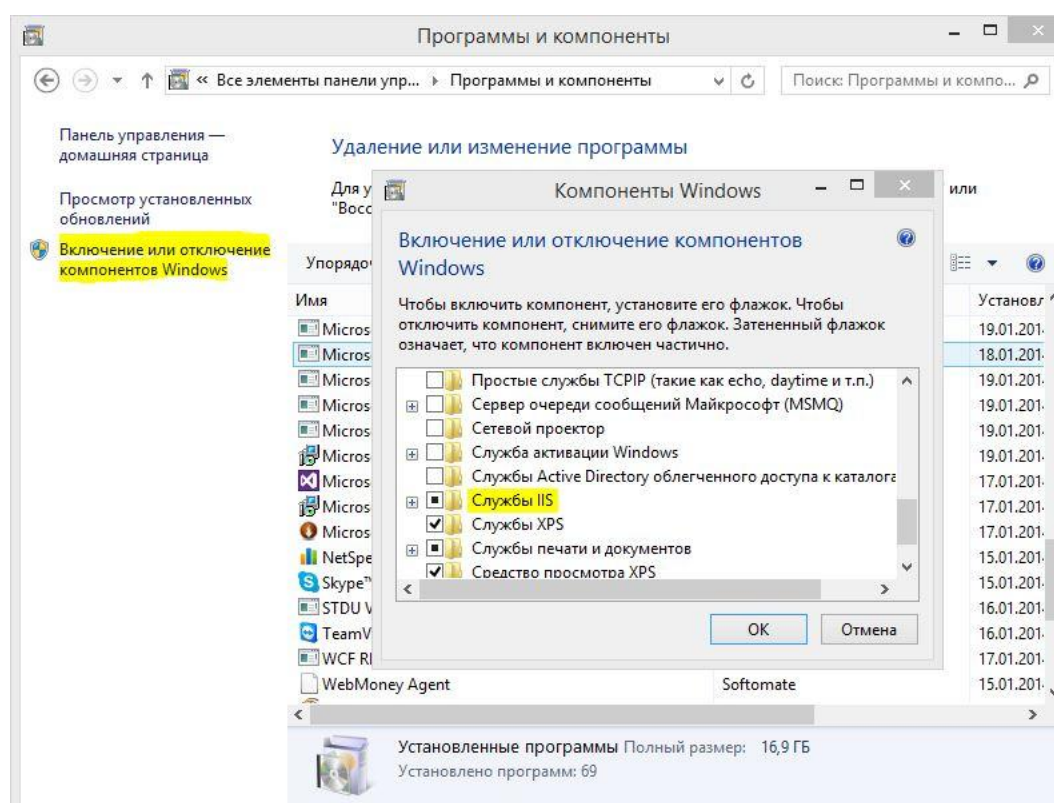 Программы и компоненты
« Все элементы панели упр... Программы и компоненты
Поиск: Программы и компо...
Панель управления —
домашняя страница
Просмотр установленных
обновлений
Включение или отключение
компонентов Windows
Удаление или изменение программы
Для у
или
"Восс
Упорядо
Имя
Установл
Micros
19.01.201
Micros
18.01.201
Micros
19.01.201
Micros
19.01.201
Micros
19.01.201
Micros
19.01.201
Micros
17.01.201
Micros
17.01.201
Micros
17.01.201
NetSpe
15.01.201
Skype™
15.01.201
STDU V
16.01.201
TeamV
16.01.201
WCF RI
17.01.201
WebMoney Agent
Softomate
15.01.201
Компоненты Windows
Включение или отключение компонентов
Windows
Чтобы включить компонент, установите его флажок. Чтобы
отключить компонент, снимите его флажок. Затененный флажок
означает, что компонент включен частично.
Простые службы TCPIP (такие как echo, daytime и т.п.)
Сервер очереди сообщений Майкрософт (MSMQ)
Сетевой проектор
Служба активации Windows
Службы Active Directory облегченного доступа к каталога
Службы IIS
Службы XPS
Службы печати и документов
Средство просмотра XPS
OK
Отмена
Установленные программы Полный размер: 16,9 ГБ
Установлено программ: 69